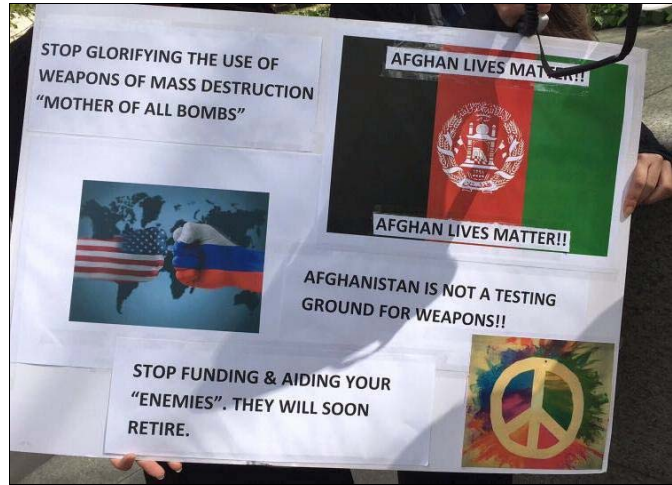 STOP GLORIFYING THE USE OF
WEAPONS OF MASS DESTRUCTION
“MOTHER OF ALL BOMBS”
AFGHAN LIVES MATTER!!
AFGHAN LIVES MATTER!!
AFGHANISTAN IS NOT A TESTING
GROUND FOR WEAPONS!!
STOP FUNDING & AIDING YOUR
“ENEMIES”. THEY WILL SOON
RETIRE.